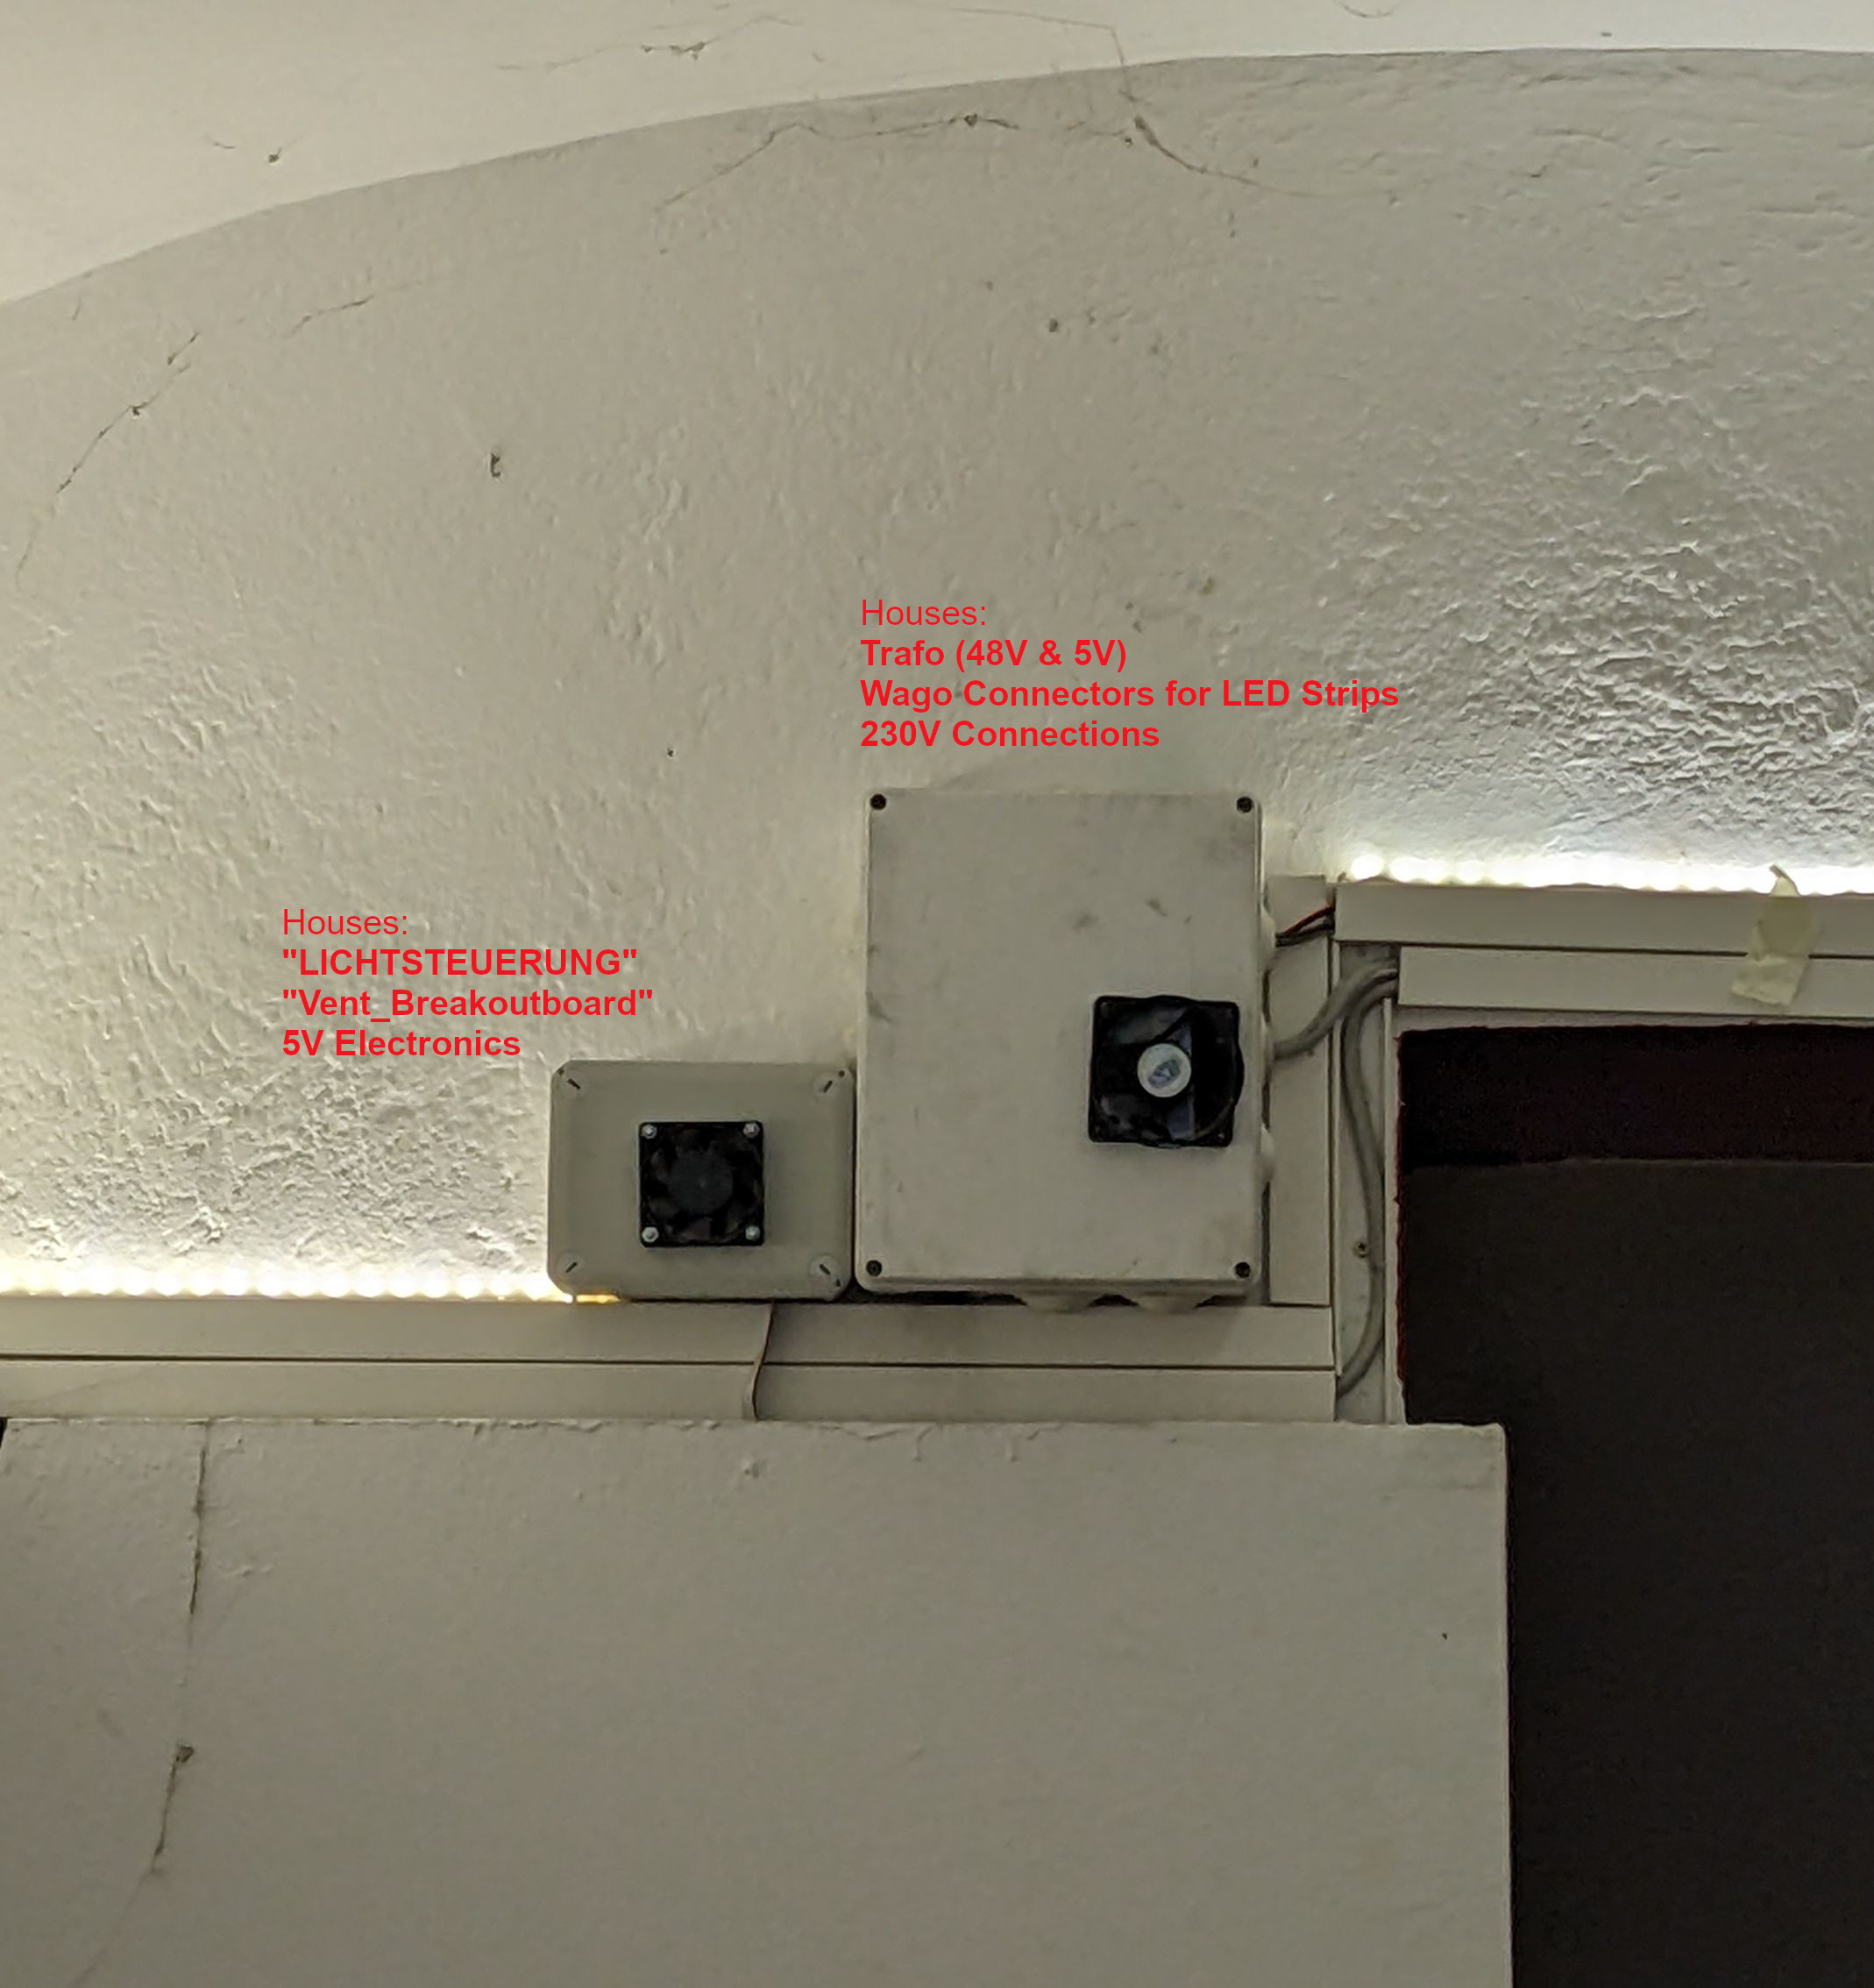 Houses:
Trafo (48V & 5V)
Wago Connectors for LED Strips
230V Connections
Houses:
"LICHTSTEUERUNG"
"Vent_Breakoutboard"
5V Electronics